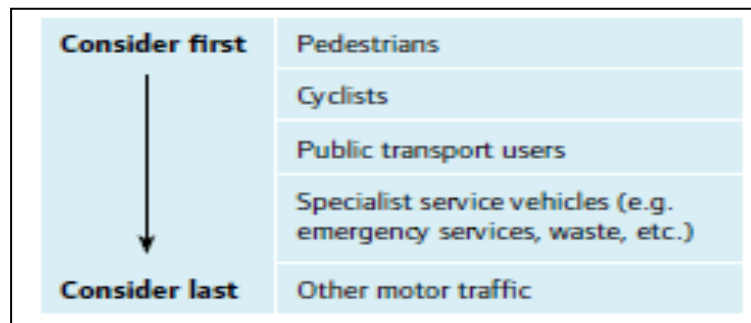 Consider first Pedestrians
Cyclists
Public transport users
Specialist service vehicles (e.g.
emergency services, waste, etc.)
Consider last Other motor traffic